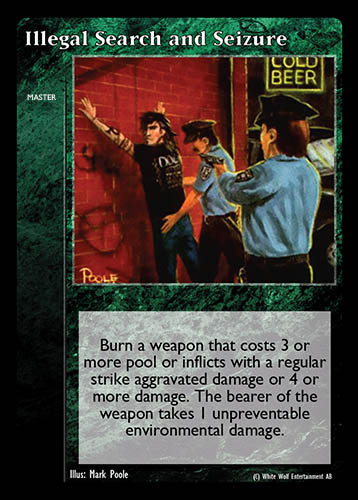 Illegal Search and Seizure
MASTER
COLD
BEER
POOLE
Burn a weapon that costs 3 or
more pool or inflicts with a regular
strike aggravated damage or 4 or
more damage. The bearer of the
weapon takes 1 unpreventable
environmental damage.
Illus: Mark Poole
(C) White Wolf Entertainment AB